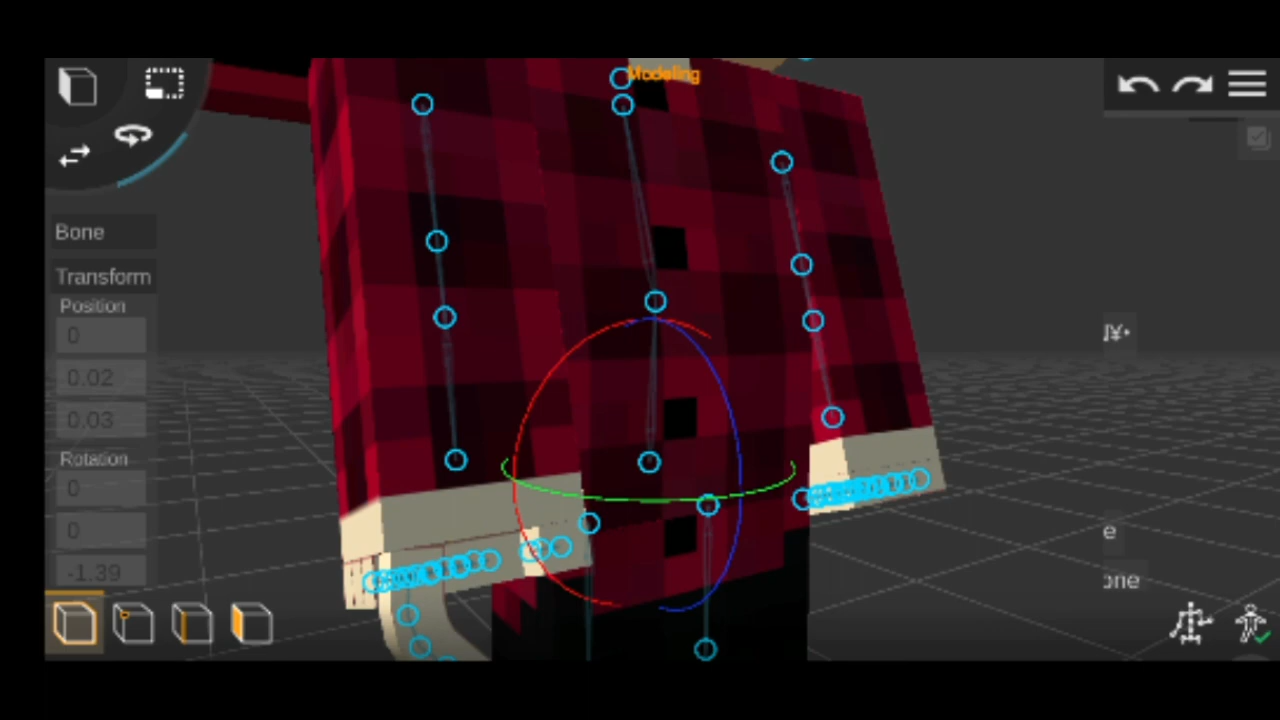 Modeling
Bone
Transform
Position
0
0.02
0.03
Rotation
0
0
-1.39
e
one